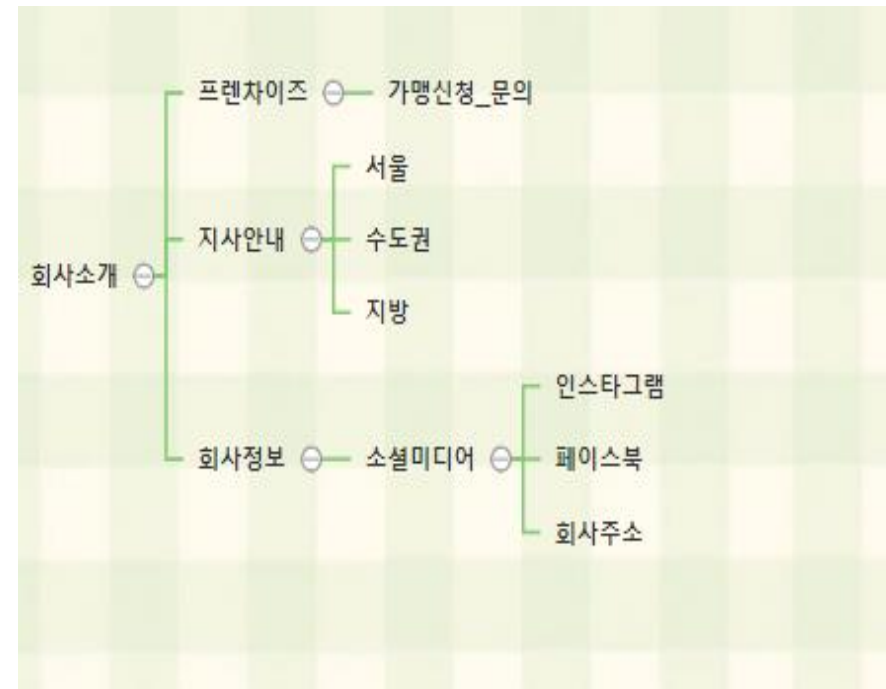 프렌차이즈
가맹신청_문의
서울
지사안내
수도권
회사소개
지방
인스타그램
회사정보
소셜미디어
페이스북
회사주소